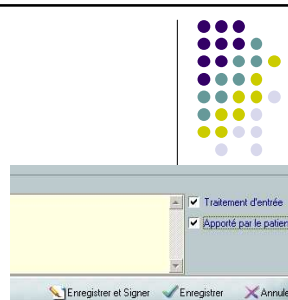 Traitement d'entrée
Apporté par le patien
Enregistrer et Signer Enregistrer Annule